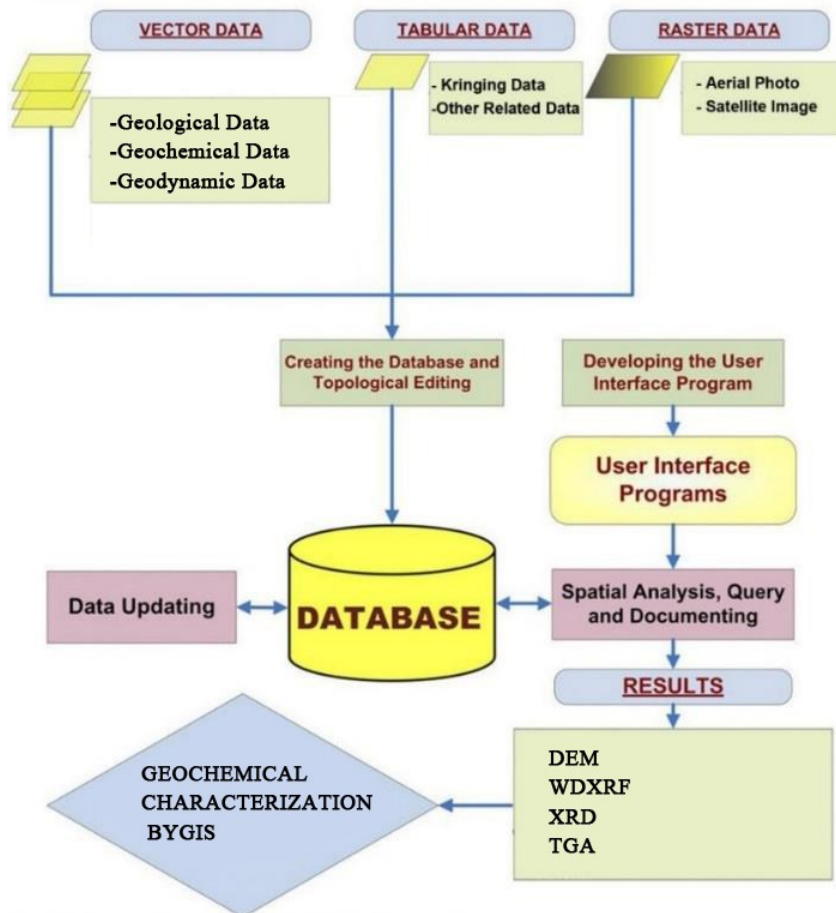 VECTOR DATA
TABULAR DATA
RASTER DATA
-Geological Data
-Geochemical Data
-Geodynamic Data
- Kringing Data
-Other Related Data
- Aerial Photo
- Satellite Image
Creating the Database and
Topological Editing
Developing the User
Interface Program
User Interface
Programs
Data Updating
DATABASE
Spatial Analysis, Query
and Documenting
RESULTS
GEOCHEMICAL
CHARACTERIZATION
BYGIS
DEM
WDXRF
XRD
TGA